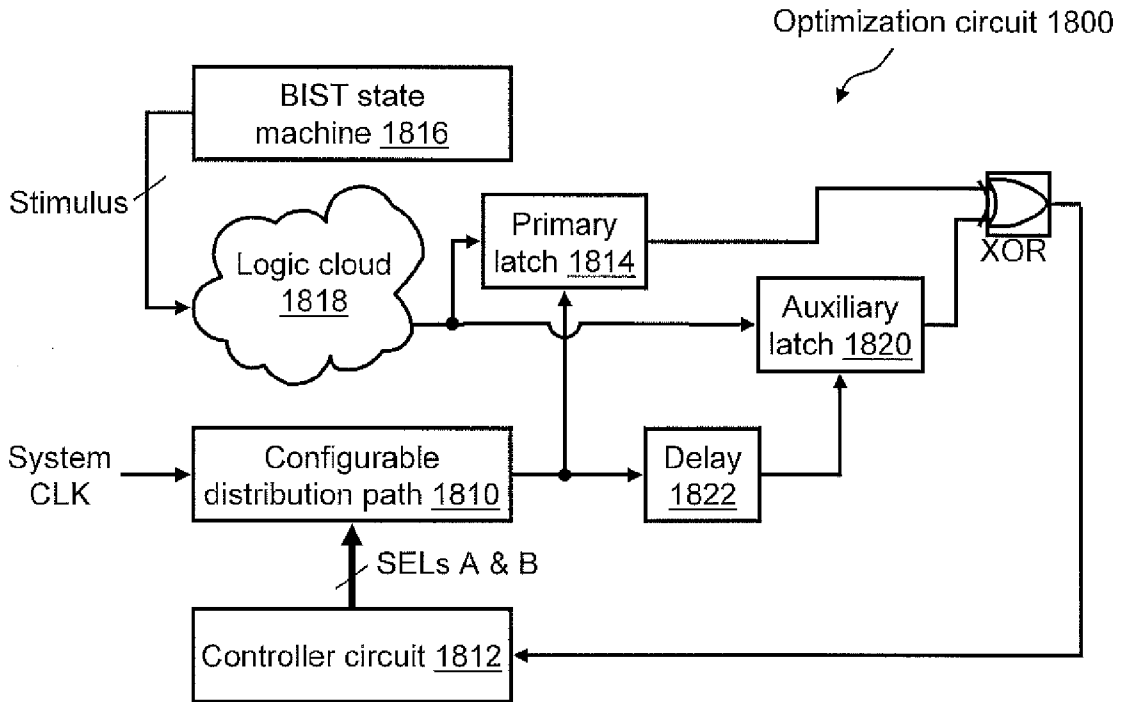 Optimization circuit 1800
BIST state
machine 1816
Stimulus
Logic cloud
1818
Primary
latch 1814
XOR
Auxiliary
latch 1820
System
CLK
Configurable
distribution path 1810
Delay
1822
SELs A & B
Controller circuit 1812